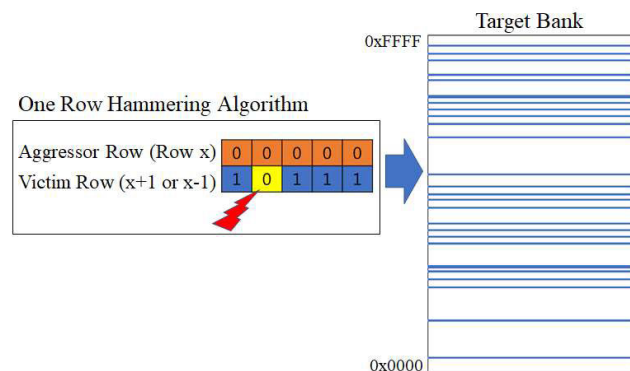 Target Bank
0xFFFF
One Row Hammering Algorithm
Aggressor Row (Row x) 0 0 0 0 0
Victim Row (x+1 or x-1) 1 0 1 1 1
0x0000